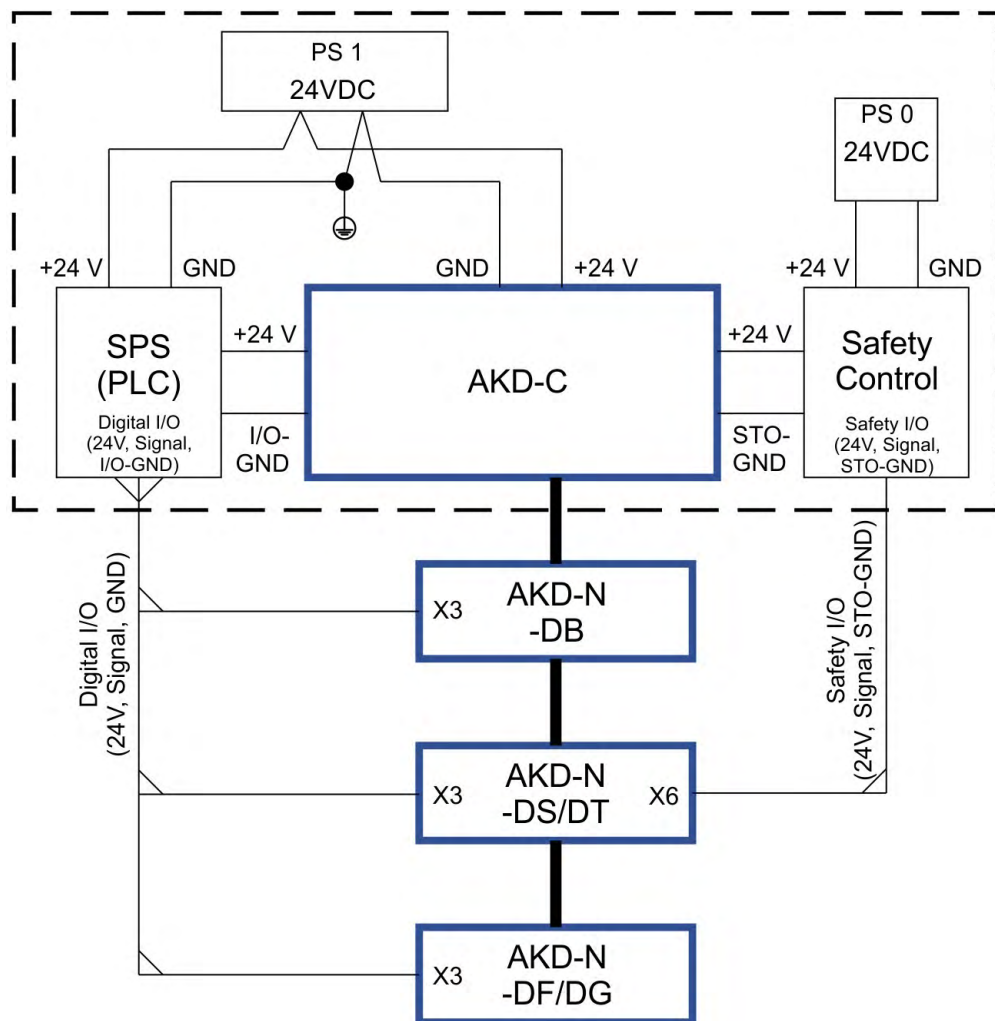 PS 1
24VDC
PS 0
24VDC
+24 V
GND
GND
+24 V
+24 V
GND
SPS
(PLC)
Digital I/O
(24V, Signal,
I/O-GND)
+24 V
I/O-
GND
AKD-C
+24 V
STO-
GND
Safety
Control
Safety I/O
(24V, Signal,
STO-GND)
Digital I/O
(24V, Signal, GND)
Safety I/O
(24V, Signal, STO-GND)
X3
AKD-N
-DB
X3
AKD-N
-DS/DT
X6
X3
AKD-N
-DF/DG